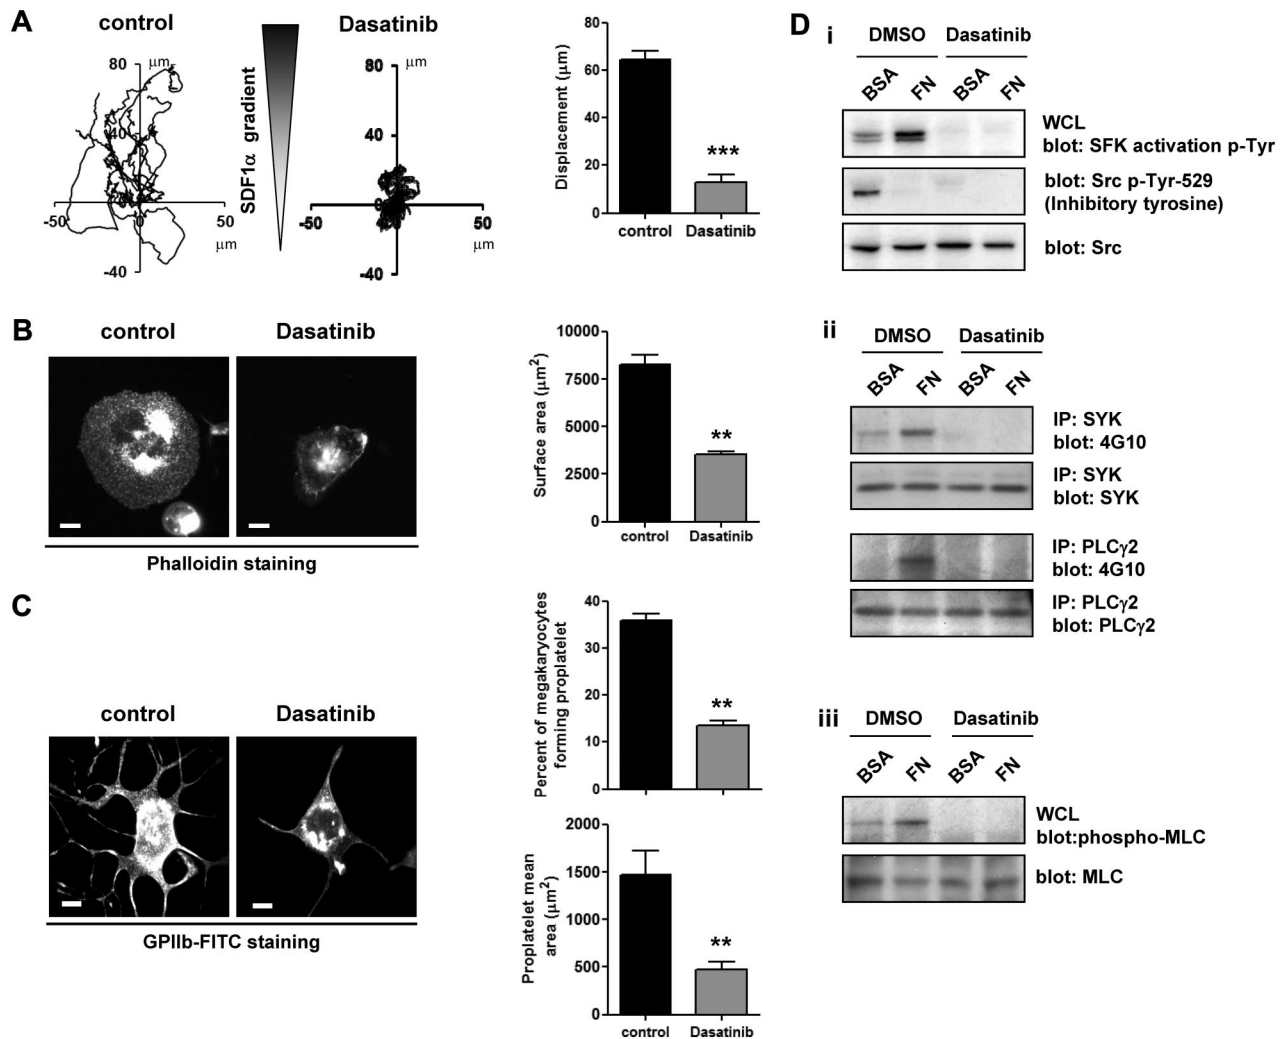 A
control
Dasatinib
80
μm
40
-50
0
50
μm
-40
SDF1α gradient
80
μm
40
-50
0
50
μm
-40
Displacement (μm)
80
60
40
20
0
***
control
Dasatinib
B
control
Dasatinib
Phalloidin staining
Surface area (μm²)
10000
7500
5000
2500
0
**
control
Dasatinib
C
control
Dasatinib
GPIIb-FITC staining
Percent of megakaryocytes
forming proplatelet
40
30
20
10
0
**
Proplatelet mean
area (μm²)
2000
1500
1000
500
0
**
control
Dasatinib
D
i
DMSO
Dasatinib
BSA
FN
BSA
FN
WCL
blot: SFK activation p-Tyr
blot: Src p-Tyr-529
(Inhibitory tyrosine)
blot: Src
ii
DMSO
Dasatinib
BSA
FN
BSA
FN
IP: SYK
blot: 4G10
IP: SYK
blot: SYK
IP: PLCγ2
blot: 4G10
IP: PLCγ2
blot: PLCγ2
iii
DMSO
Dasatinib
BSA
FN
BSA
FN
WCL
blot:phospho-MLC
blot: MLC